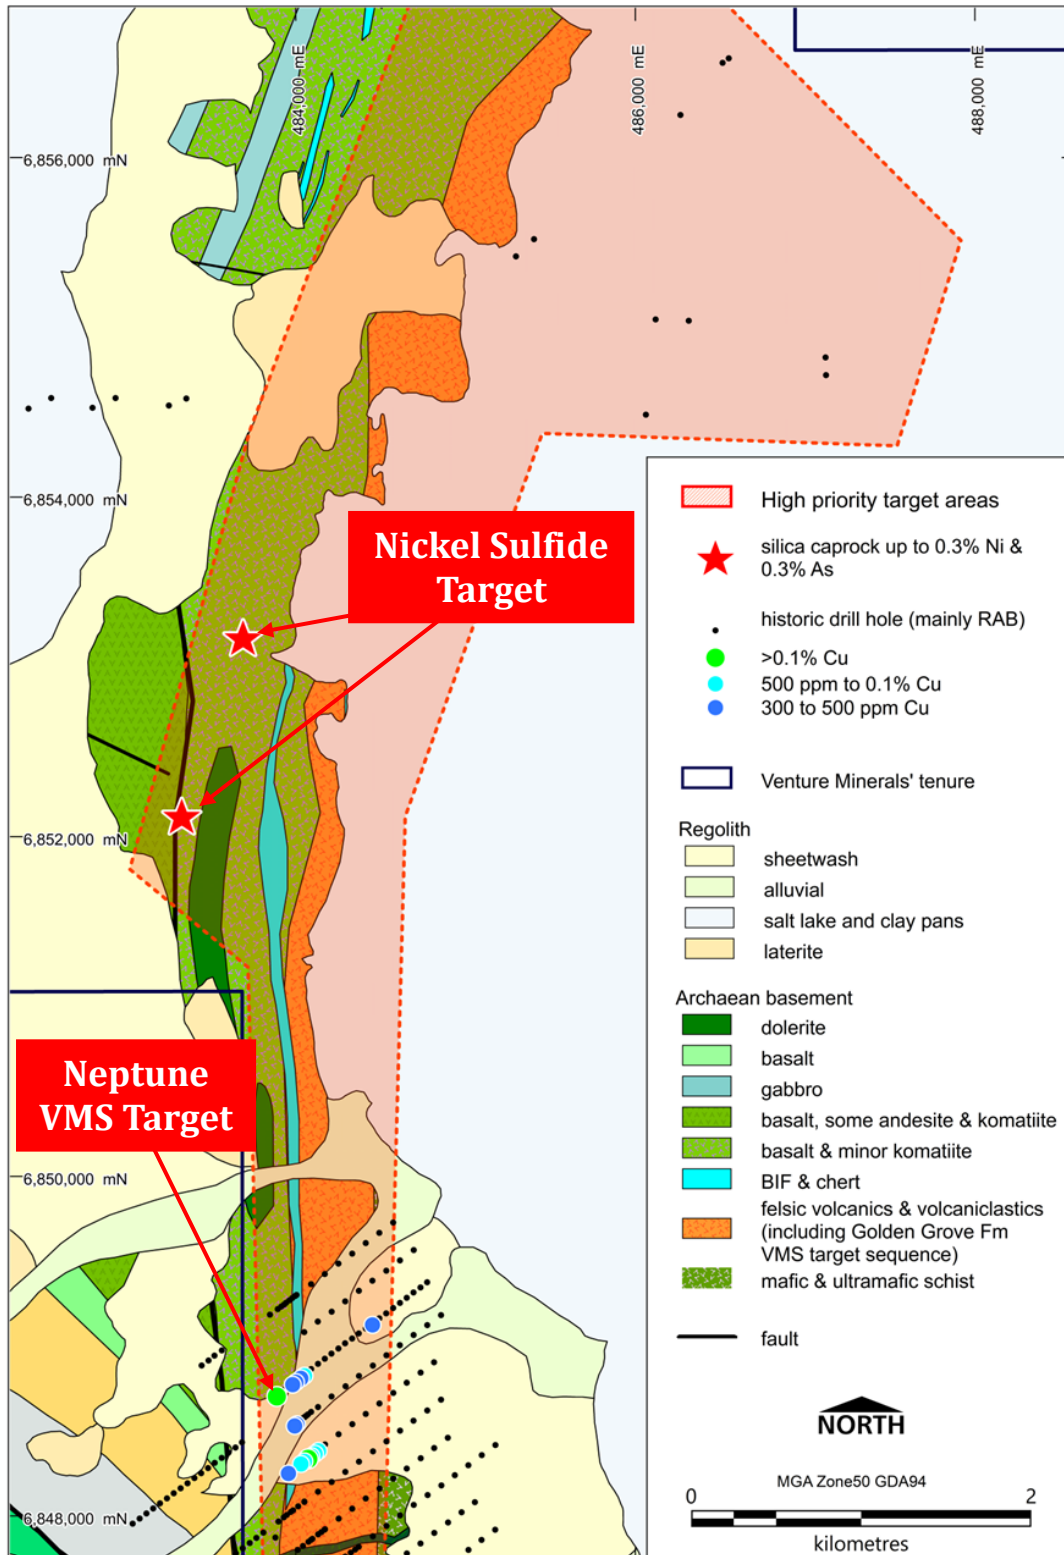 484,000 mE
486,000 mE
488,000 mE
6,856,000 mN
6,854,000 mN
6,852,000 mN
6,850,000 mN
6,848,000 mN
Nickel Sulfide
Target
Neptune
VMS Target
High priority target areas
silica caprock up to 0.3% Ni &
0.3% As
historic drill hole (mainly RAB)
>0.1% Cu
500 ppm to 0.1% Cu
300 to 500 ppm Cu
Venture Minerals' tenure
Regolith
sheetwash
alluvial
salt lake and clay pans
laterite
Archaean basement
dolerite
basalt
gabbro
basalt, some andesite & komatiite
basalt & minor komatiite
BIF & chert
felsic volcanics & volcaniclastics
(including Golden Grove Fm
VMS target sequence)
mafic & ultramafic schist
fault
NORTH
MGA Zone50 GDA94
0 2
kilometres